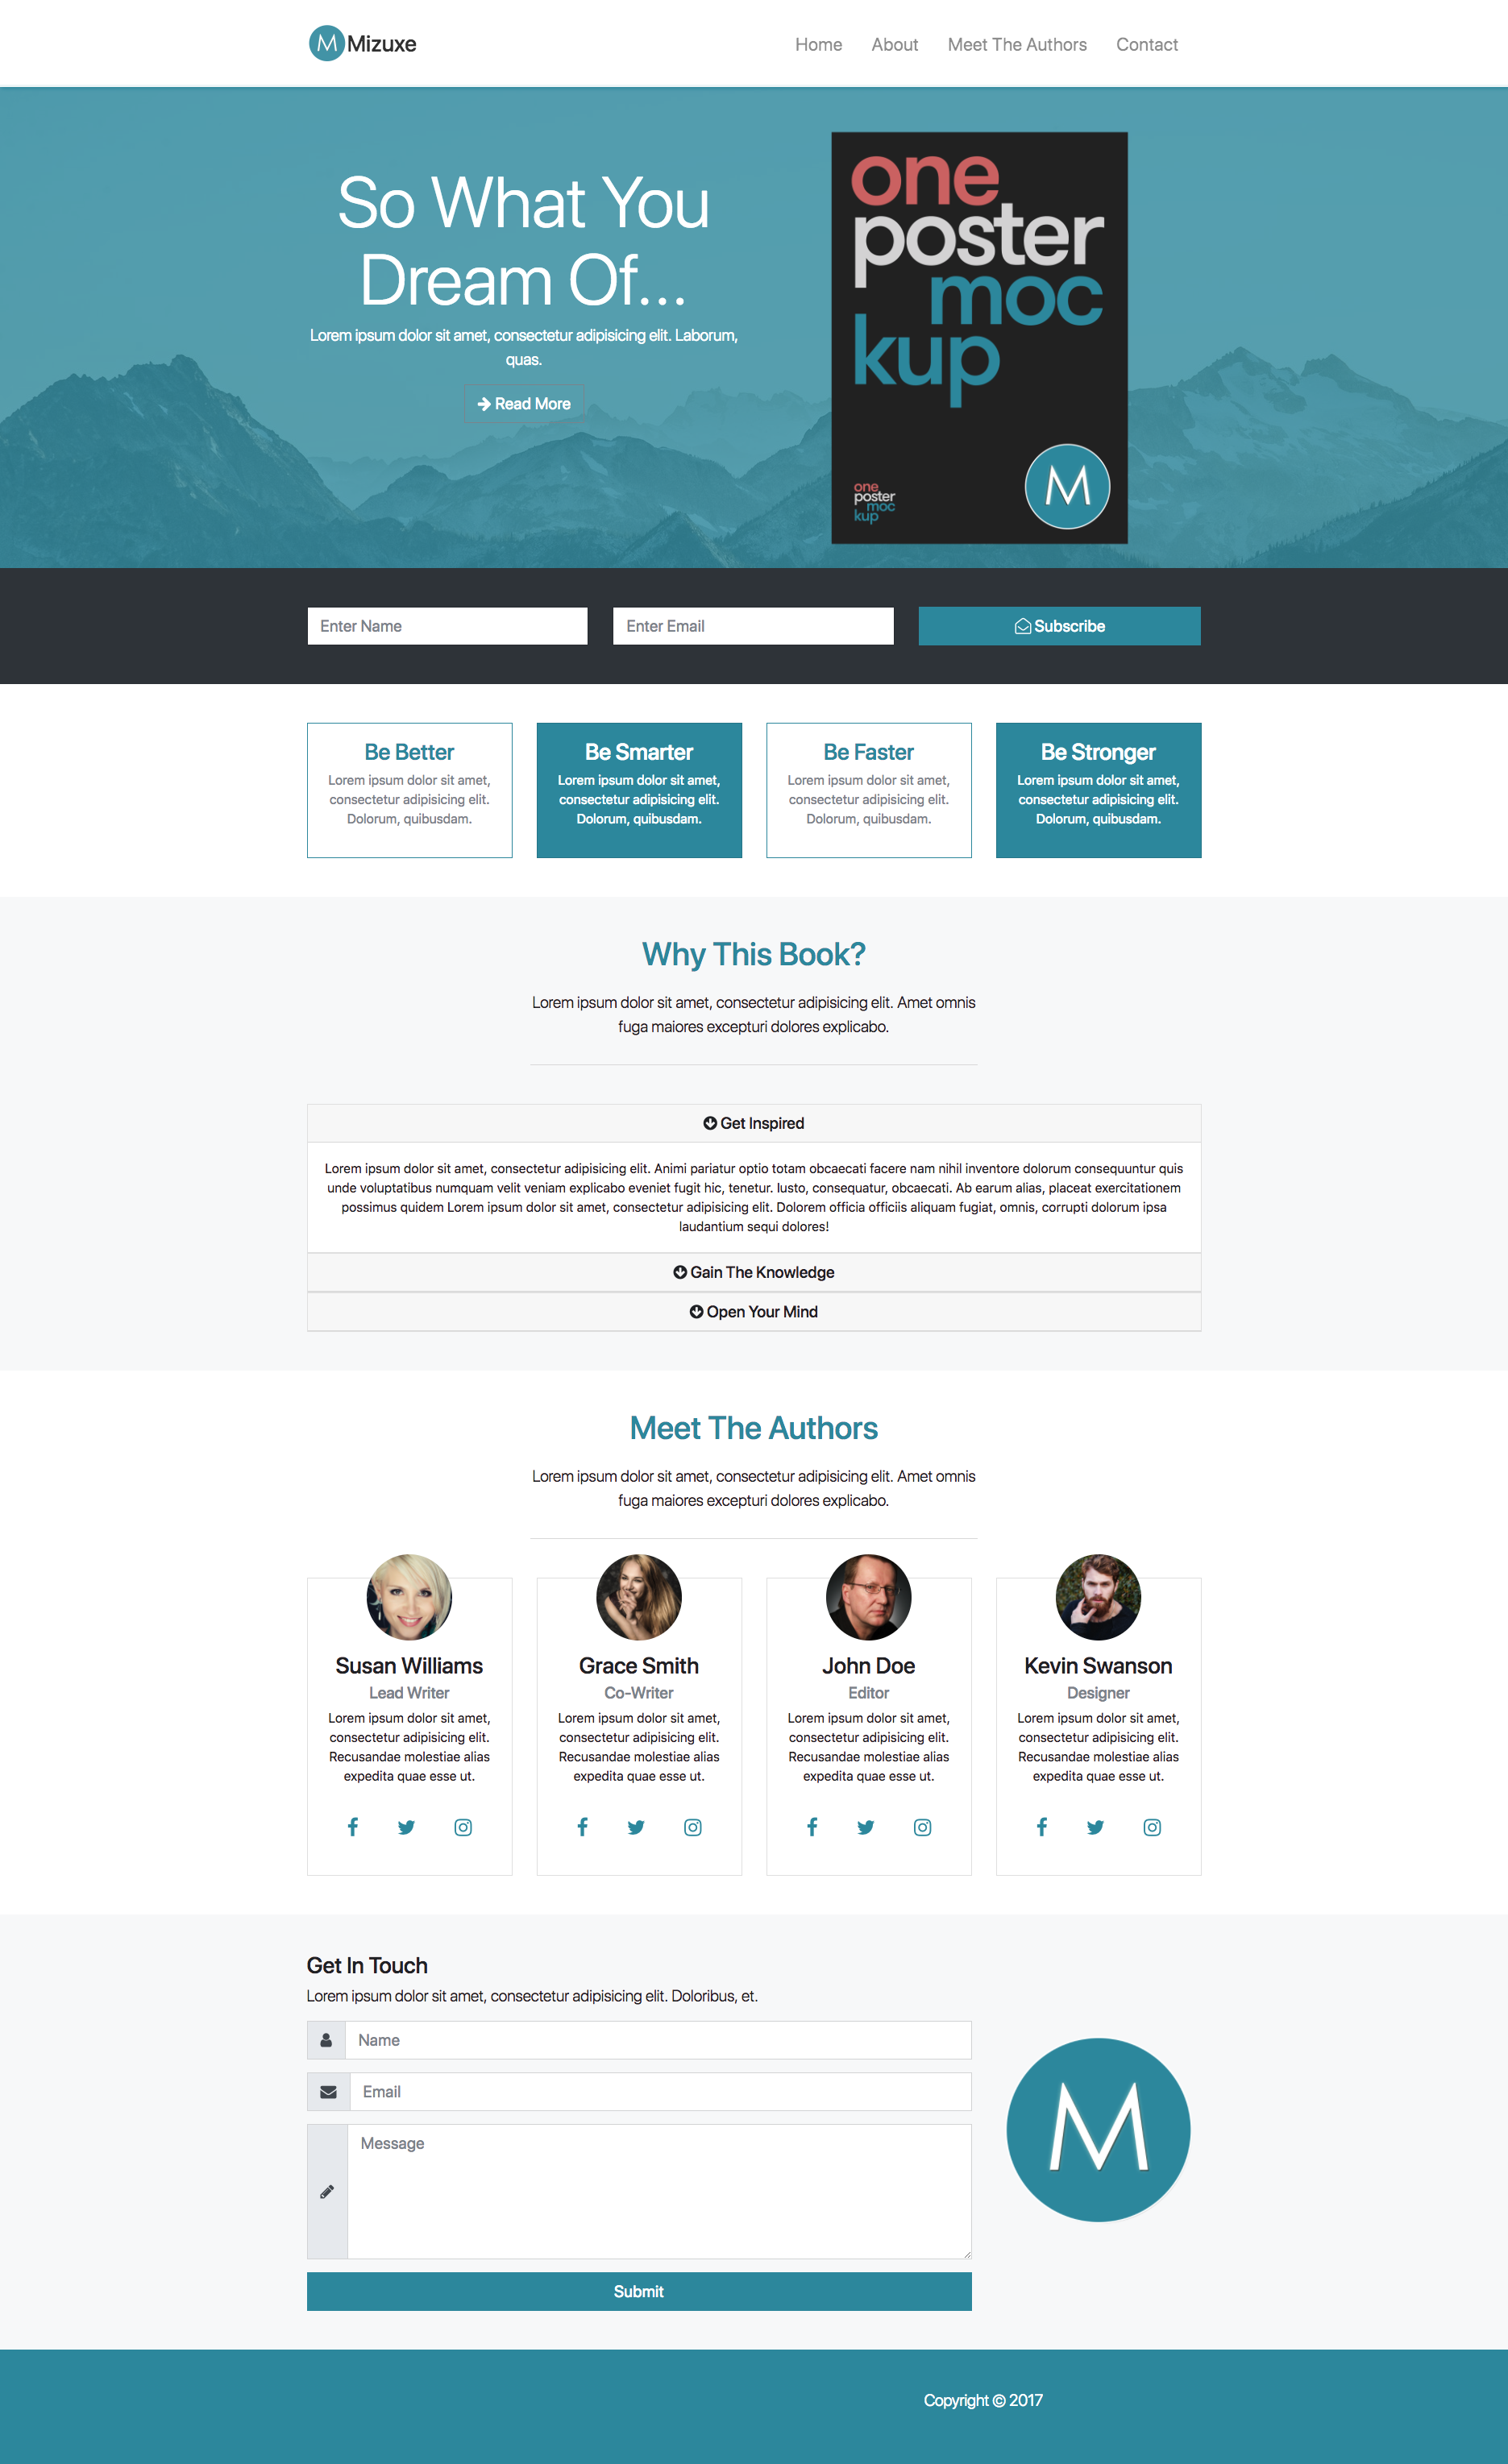 M Mizuxe
Home About Meet The Authors Contact
So What You
Dream Of...
Lorem ipsum dolor sit amet, consectetur adipisicing elit. Laborum,
quas.
Read More
one
poster
moc
kup
one
poster
moc
kup
M
Enter Name
Enter Email
Subscribe
Be Better
Lorem ipsum dolor sit amet,
consectetur adipisicing elit.
Dolorum, quibusdam.
Be Smarter
Lorem ipsum dolor sit amet,
consectetur adipisicing elit.
Dolorum, quibusdam.
Be Faster
Lorem ipsum dolor sit amet,
consectetur adipisicing elit.
Dolorum, quibusdam.
Be Stronger
Lorem ipsum dolor sit amet,
consectetur adipisicing elit.
Dolorum, quibusdam.
Why This Book?
Lorem ipsum dolor sit amet, consectetur adipisicing elit. Amet omnis
fuga maiores excepturi dolores explicabo.
Get Inspired
Lorem ipsum dolor sit amet, consectetur adipisicing elit. Animi pariatur optio totam obcaecati facere nam nihil inventore dolorum consequuntur quis
unde voluptatibus numquam velit veniam explicabo eveniet fugit hic, tenetur. Iusto, consequatur, obcaecati. Ab earum alias, placeat exercitationem
possimus quidem Lorem ipsum dolor sit amet, consectetur adipisicing elit. Dolorem officia officiis aliquam fugiat, omnis, corrupti dolorum ipsa
laudantium sequi dolores!
Gain The Knowledge
Open Your Mind
Meet The Authors
Lorem ipsum dolor sit amet, consectetur adipisicing elit. Amet omnis
fuga maiores excepturi dolores explicabo.
Susan Williams
Lead Writer
Lorem ipsum dolor sit amet,
consectetur adipisicing elit.
Recusandae molestiae alias
expedita quae esse ut.
Grace Smith
Co-Writer
Lorem ipsum dolor sit amet,
consectetur adipisicing elit.
Recusandae molestiae alias
expedita quae esse ut.
John Doe
Editor
Lorem ipsum dolor sit amet,
consectetur adipisicing elit.
Recusandae molestiae alias
expedita quae esse ut.
Kevin Swanson
Designer
Lorem ipsum dolor sit amet,
consectetur adipisicing elit.
Recusandae molestiae alias
expedita quae esse ut.
Get In Touch
Lorem ipsum dolor sit amet, consectetur adipisicing elit. Doloribus, et.
Name
Email
Message
Submit
M
Copyright © 2017